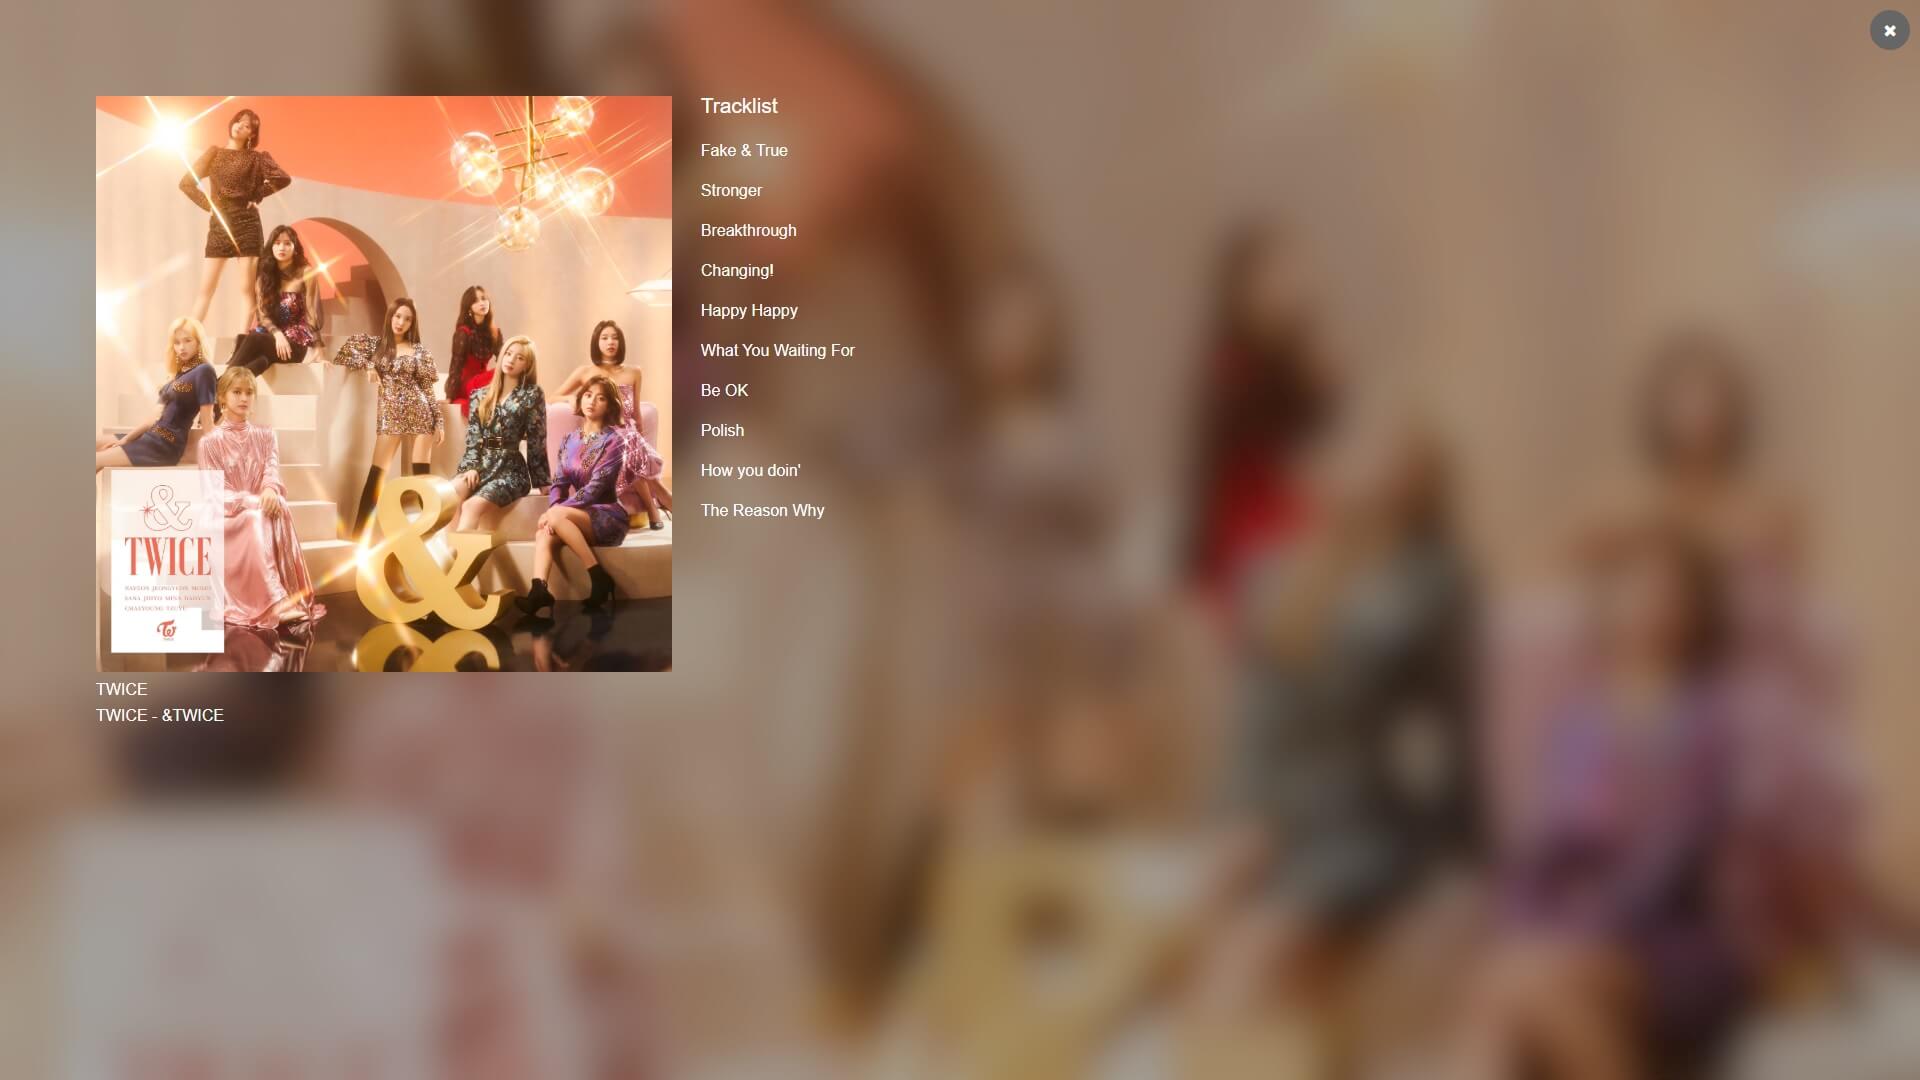 Tracklist
Fake & True
Stronger
Breakthrough
Changing!
Happy Happy
What You Waiting For
Be OK
Polish
How you doin'
The Reason Why
&
TWICE
NAYEON JEONGYEON MOMO
SANA JIHYO MINA DAHYUN
CHAEYOUNG TZUYU
TWICE
&
TWICE
TWICE - &TWICE